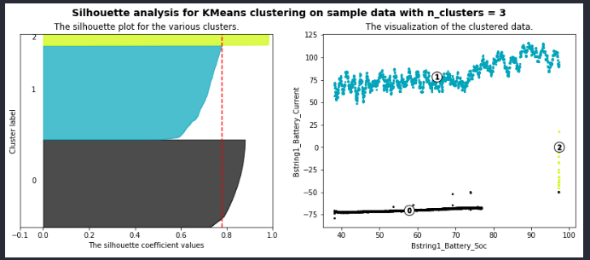 Silhouette analysis for KMeans clustering on sample data with n_clusters = 3
The silhouette plot for the various clusters.
Cluster label
2
1
0
−0.1 0.0 0.2 0.4 0.6 0.8 1.0
The silhouette coefficient values
The visualization of the clustered data.
Bstring1_Battery_Current
125
100
75
50
25
0
−25
−50
−75
1
2
0
40 50 60 70 80 90 100
Bstring1_Battery_Soc